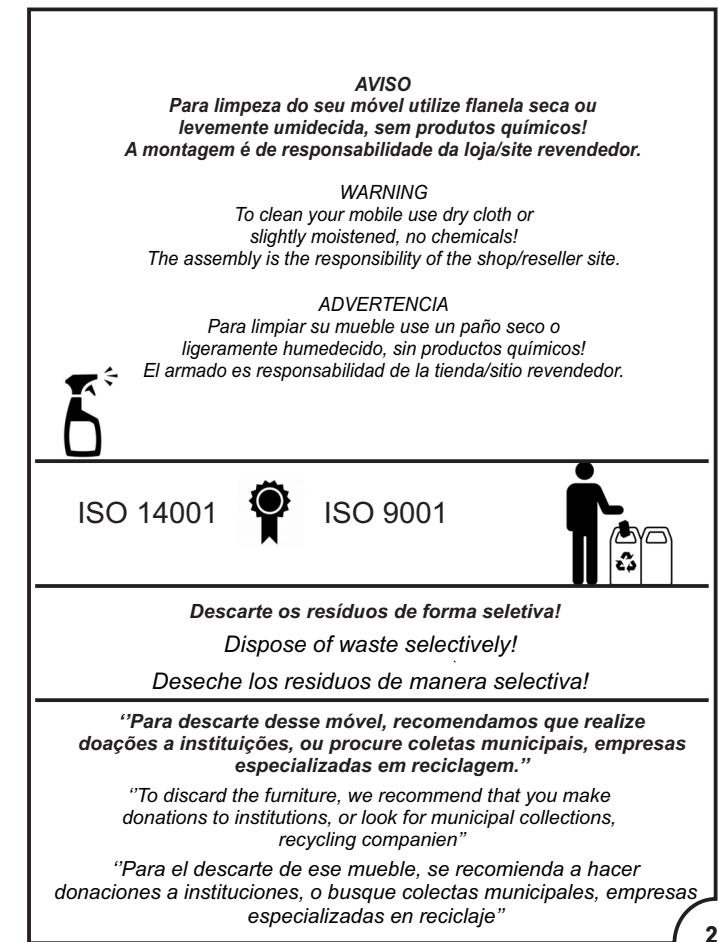 AVISO
Para limpeza do seu móvel utilize flanela seca ou
levemente umidecida, sem produtos químicos!
A montagem é de responsabilidade da loja/site revendedor.
WARNING
To clean your mobile use dry cloth or
slightly moistened, no chemicals!
The assembly is the responsibility of the shop/reseller site.
ADVERTENCIA
Para limpiar su mueble use un paño seco o
ligeramente humedecido, sin productos químicos!
El armado es responsabilidad de la tienda/sitio revendedor.
ISO 14001 ISO 9001
Descarte os resíduos de forma seletiva!
Dispose of waste selectively!
Deseche los residuos de manera selectiva!
‘’Para descarte desse móvel, recomendamos que realize
doações a instituições, ou procure coletas municipais, empresas
especializadas em reciclagem.’’
‘’To discard the furniture, we recommend that you make
donations to institutions, or look for municipal collections,
recycling companien’’
‘’Para el descarte de ese mueble, se recomienda a hacer
donaciones a instituciones, o busque colectas municipales, empresas
especializadas en reciclaje’’
2